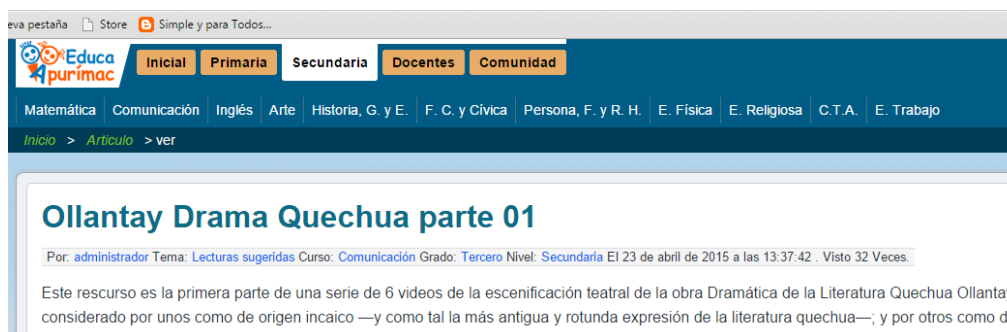 eva pestaña Store Simple y para Todos...
Educa
Apurímac
Inicial Primaria Secundaria Docentes Comunidad
Matemática Comunicación Inglés Arte Historia, G. y E. F. C. y Cívica Persona, F. y R. H. E. Física E. Religiosa C.T.A. E. Trabajo
Inicio > Articulo > ver
Ollantay Drama Quechua parte 01
Por: administrador Tema: Lecturas sugeridas Curso: Comunicación Grado: Tercero Nivel: Secundaria El 23 de abril de 2015 a las 13:37:42 . Visto 32 Veces.
Este rescurso es la primera parte de una serie de 6 videos de la escenificación teatral de la obra Dramática de la Literatura Quechua Ollanta
considerado por unos como de origen incaico —y como tal la más antigua y rotunda expresión de la literatura quechua—; y por otros como